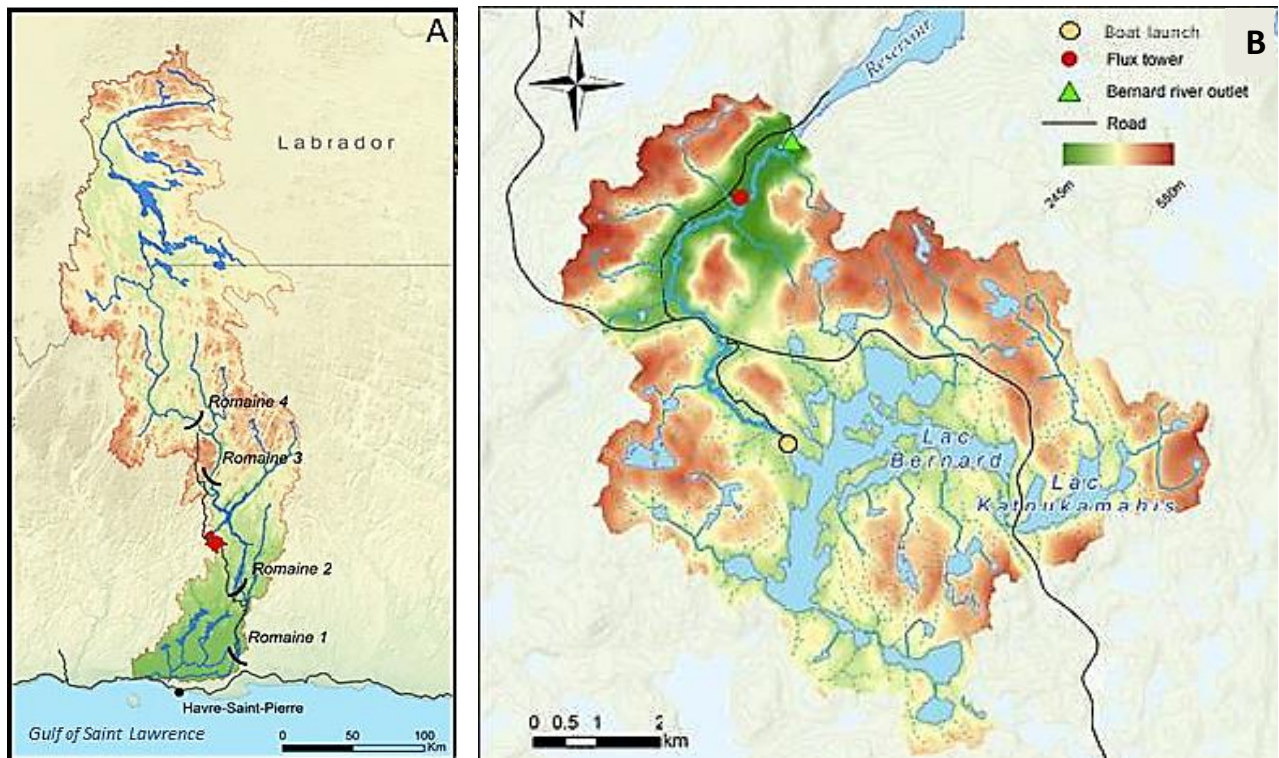 A
Labrador
Romaine 4
Romaine 3
Romaine 2
Romaine 1
Havre-Saint-Pierre
Gulf of Saint Lawrence
0 50 100
Km
N
B
Reservoir
Boat launch
Flux tower
Bernard river outlet
Road
245m
550m
Lac
Bernard
Lac
Katnukamahis
0 0.5 1 2
km